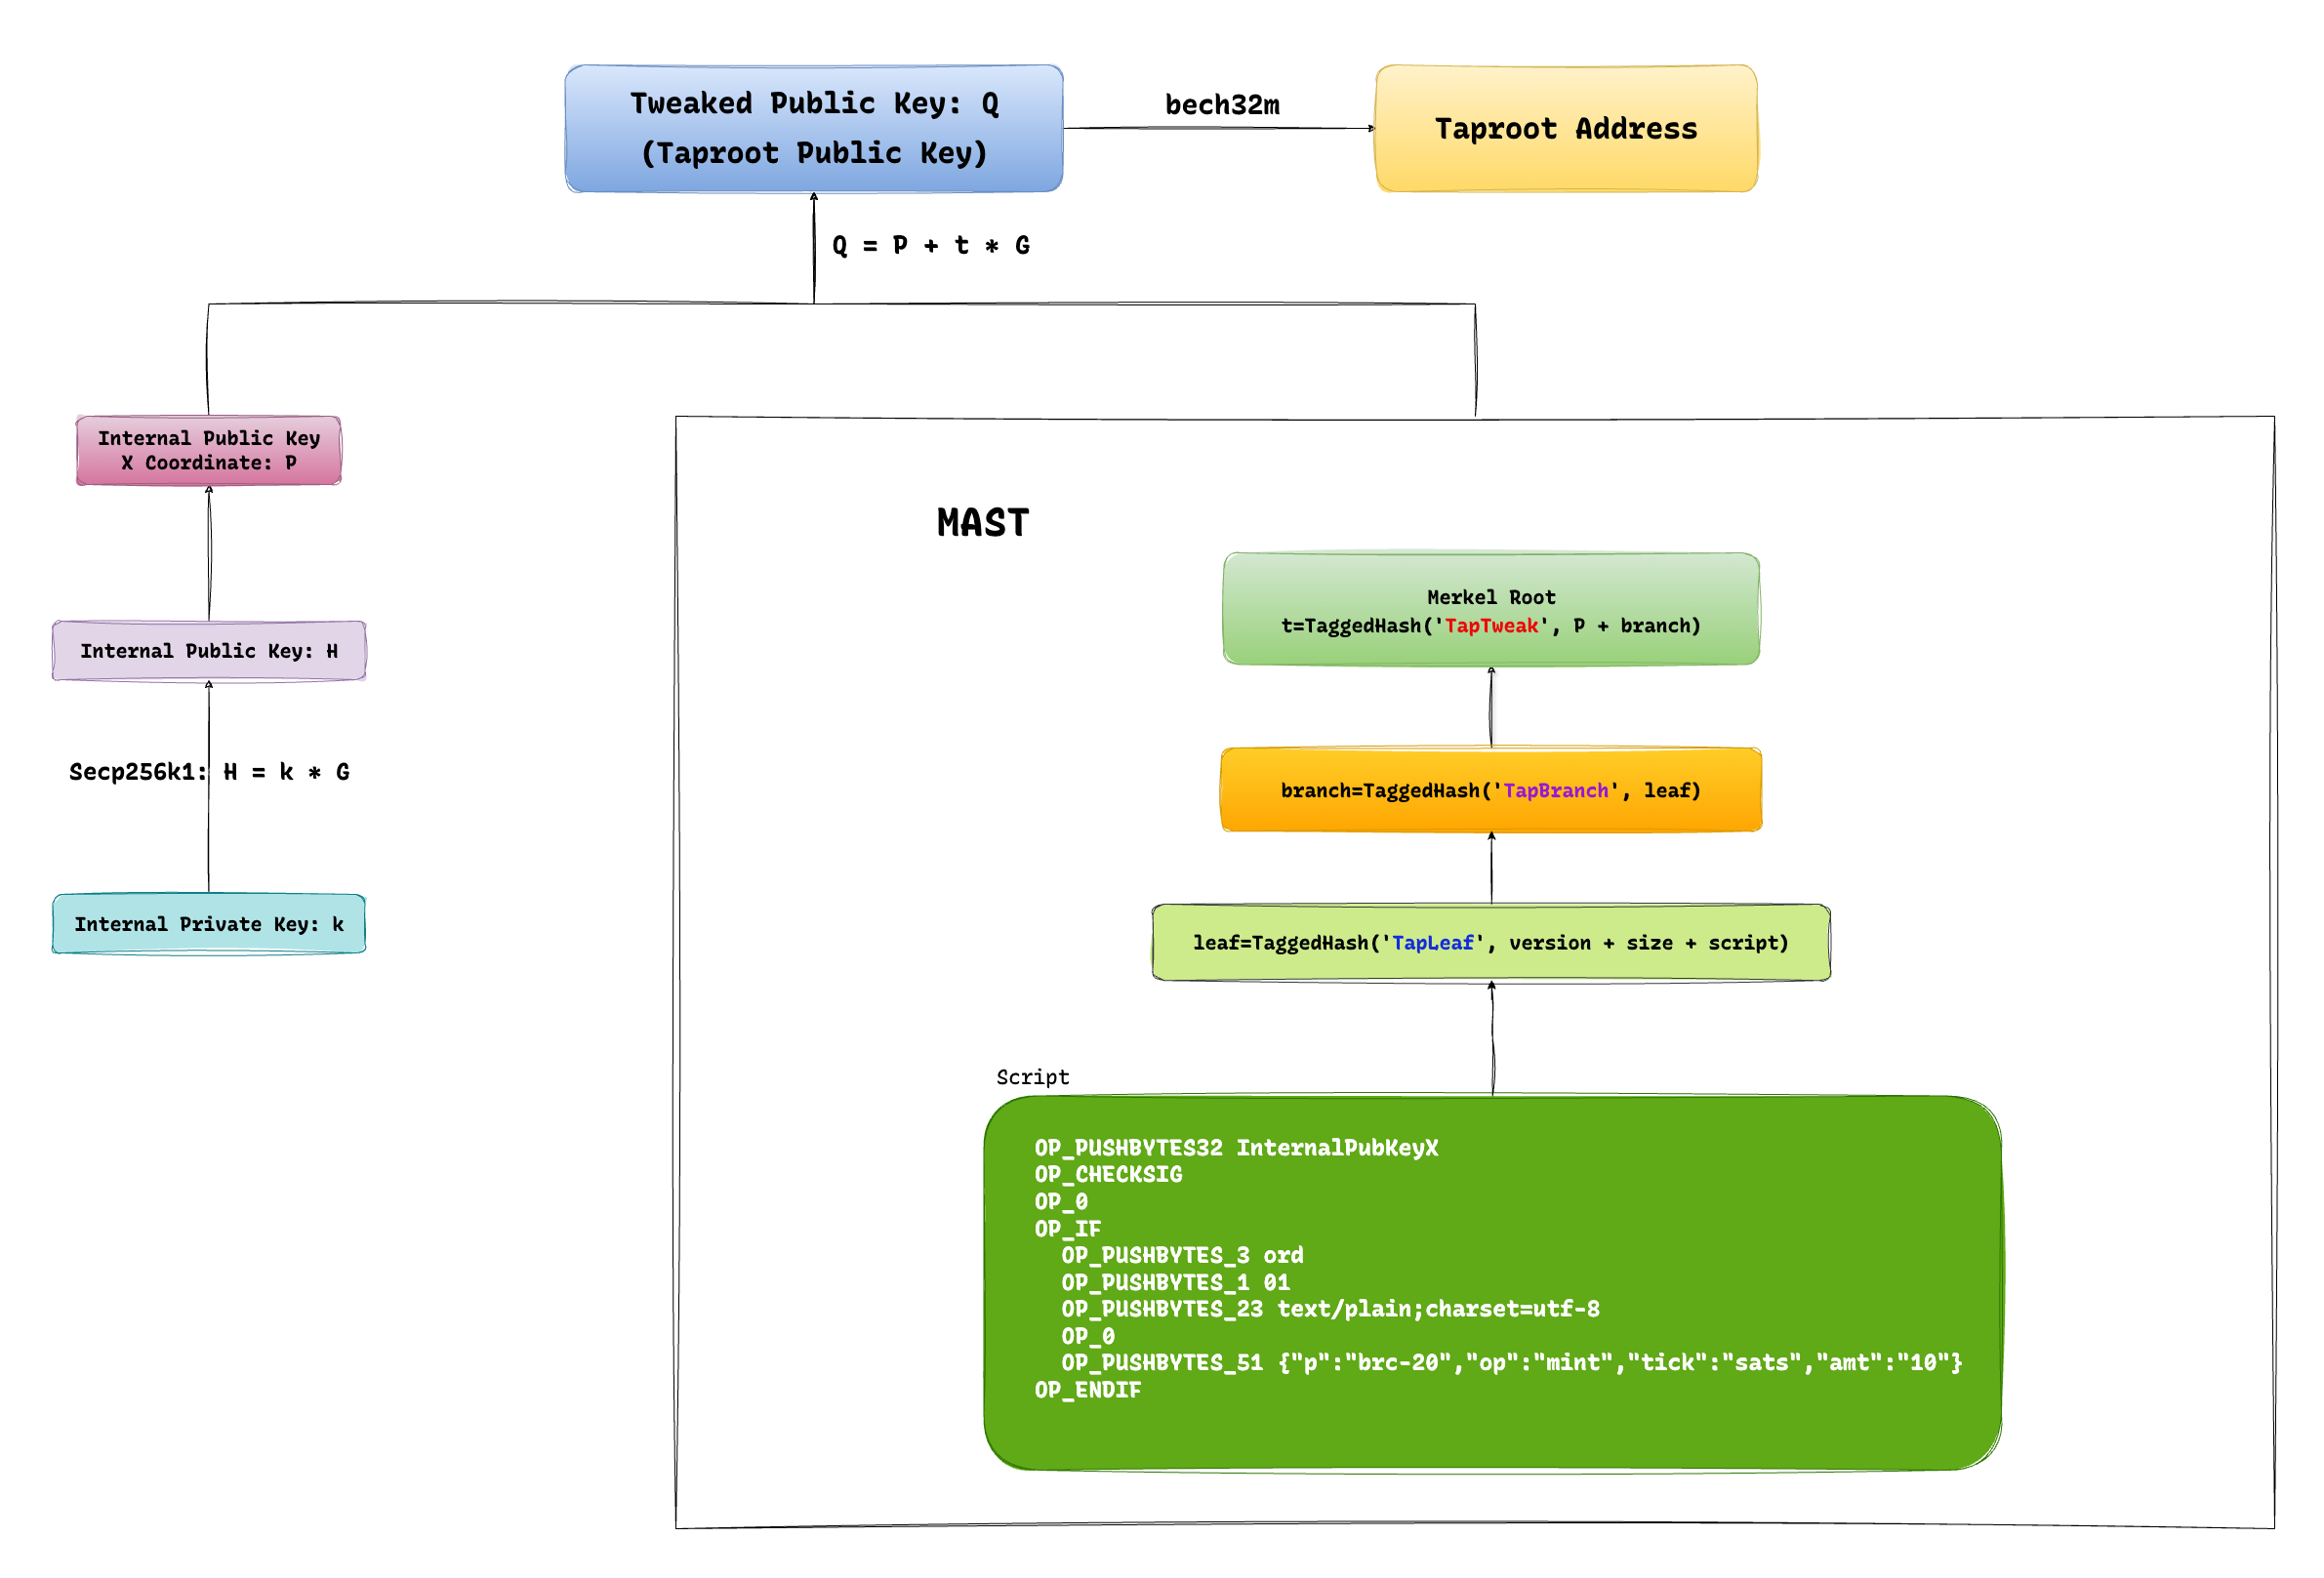 Tweaked Public Key: Q
(Taproot Public Key)
bech32m
Taproot Address
Q = P + t * G
Internal Public Key
X Coordinate: P
Internal Public Key: H
Secp256k1: H = k * G
Internal Private Key: k
MAST
Merkel Root
t=TaggedHash('TapTweak', P + branch)
branch=TaggedHash('TapBranch', leaf)
leaf=TaggedHash('TapLeaf', version + size + script)
Script
OP_PUSHBYTES32 InternalPubKeyX
OP_CHECKSIG
OP_0
OP_IF
OP_PUSHBYTES_3 ord
OP_PUSHBYTES_1 01
OP_PUSHBYTES_23 text/plain;charset=utf-8
OP_0
OP_PUSHBYTES_51 {"p":"brc-20","op":"mint","tick":"sats","amt":"10"}
OP_ENDIF